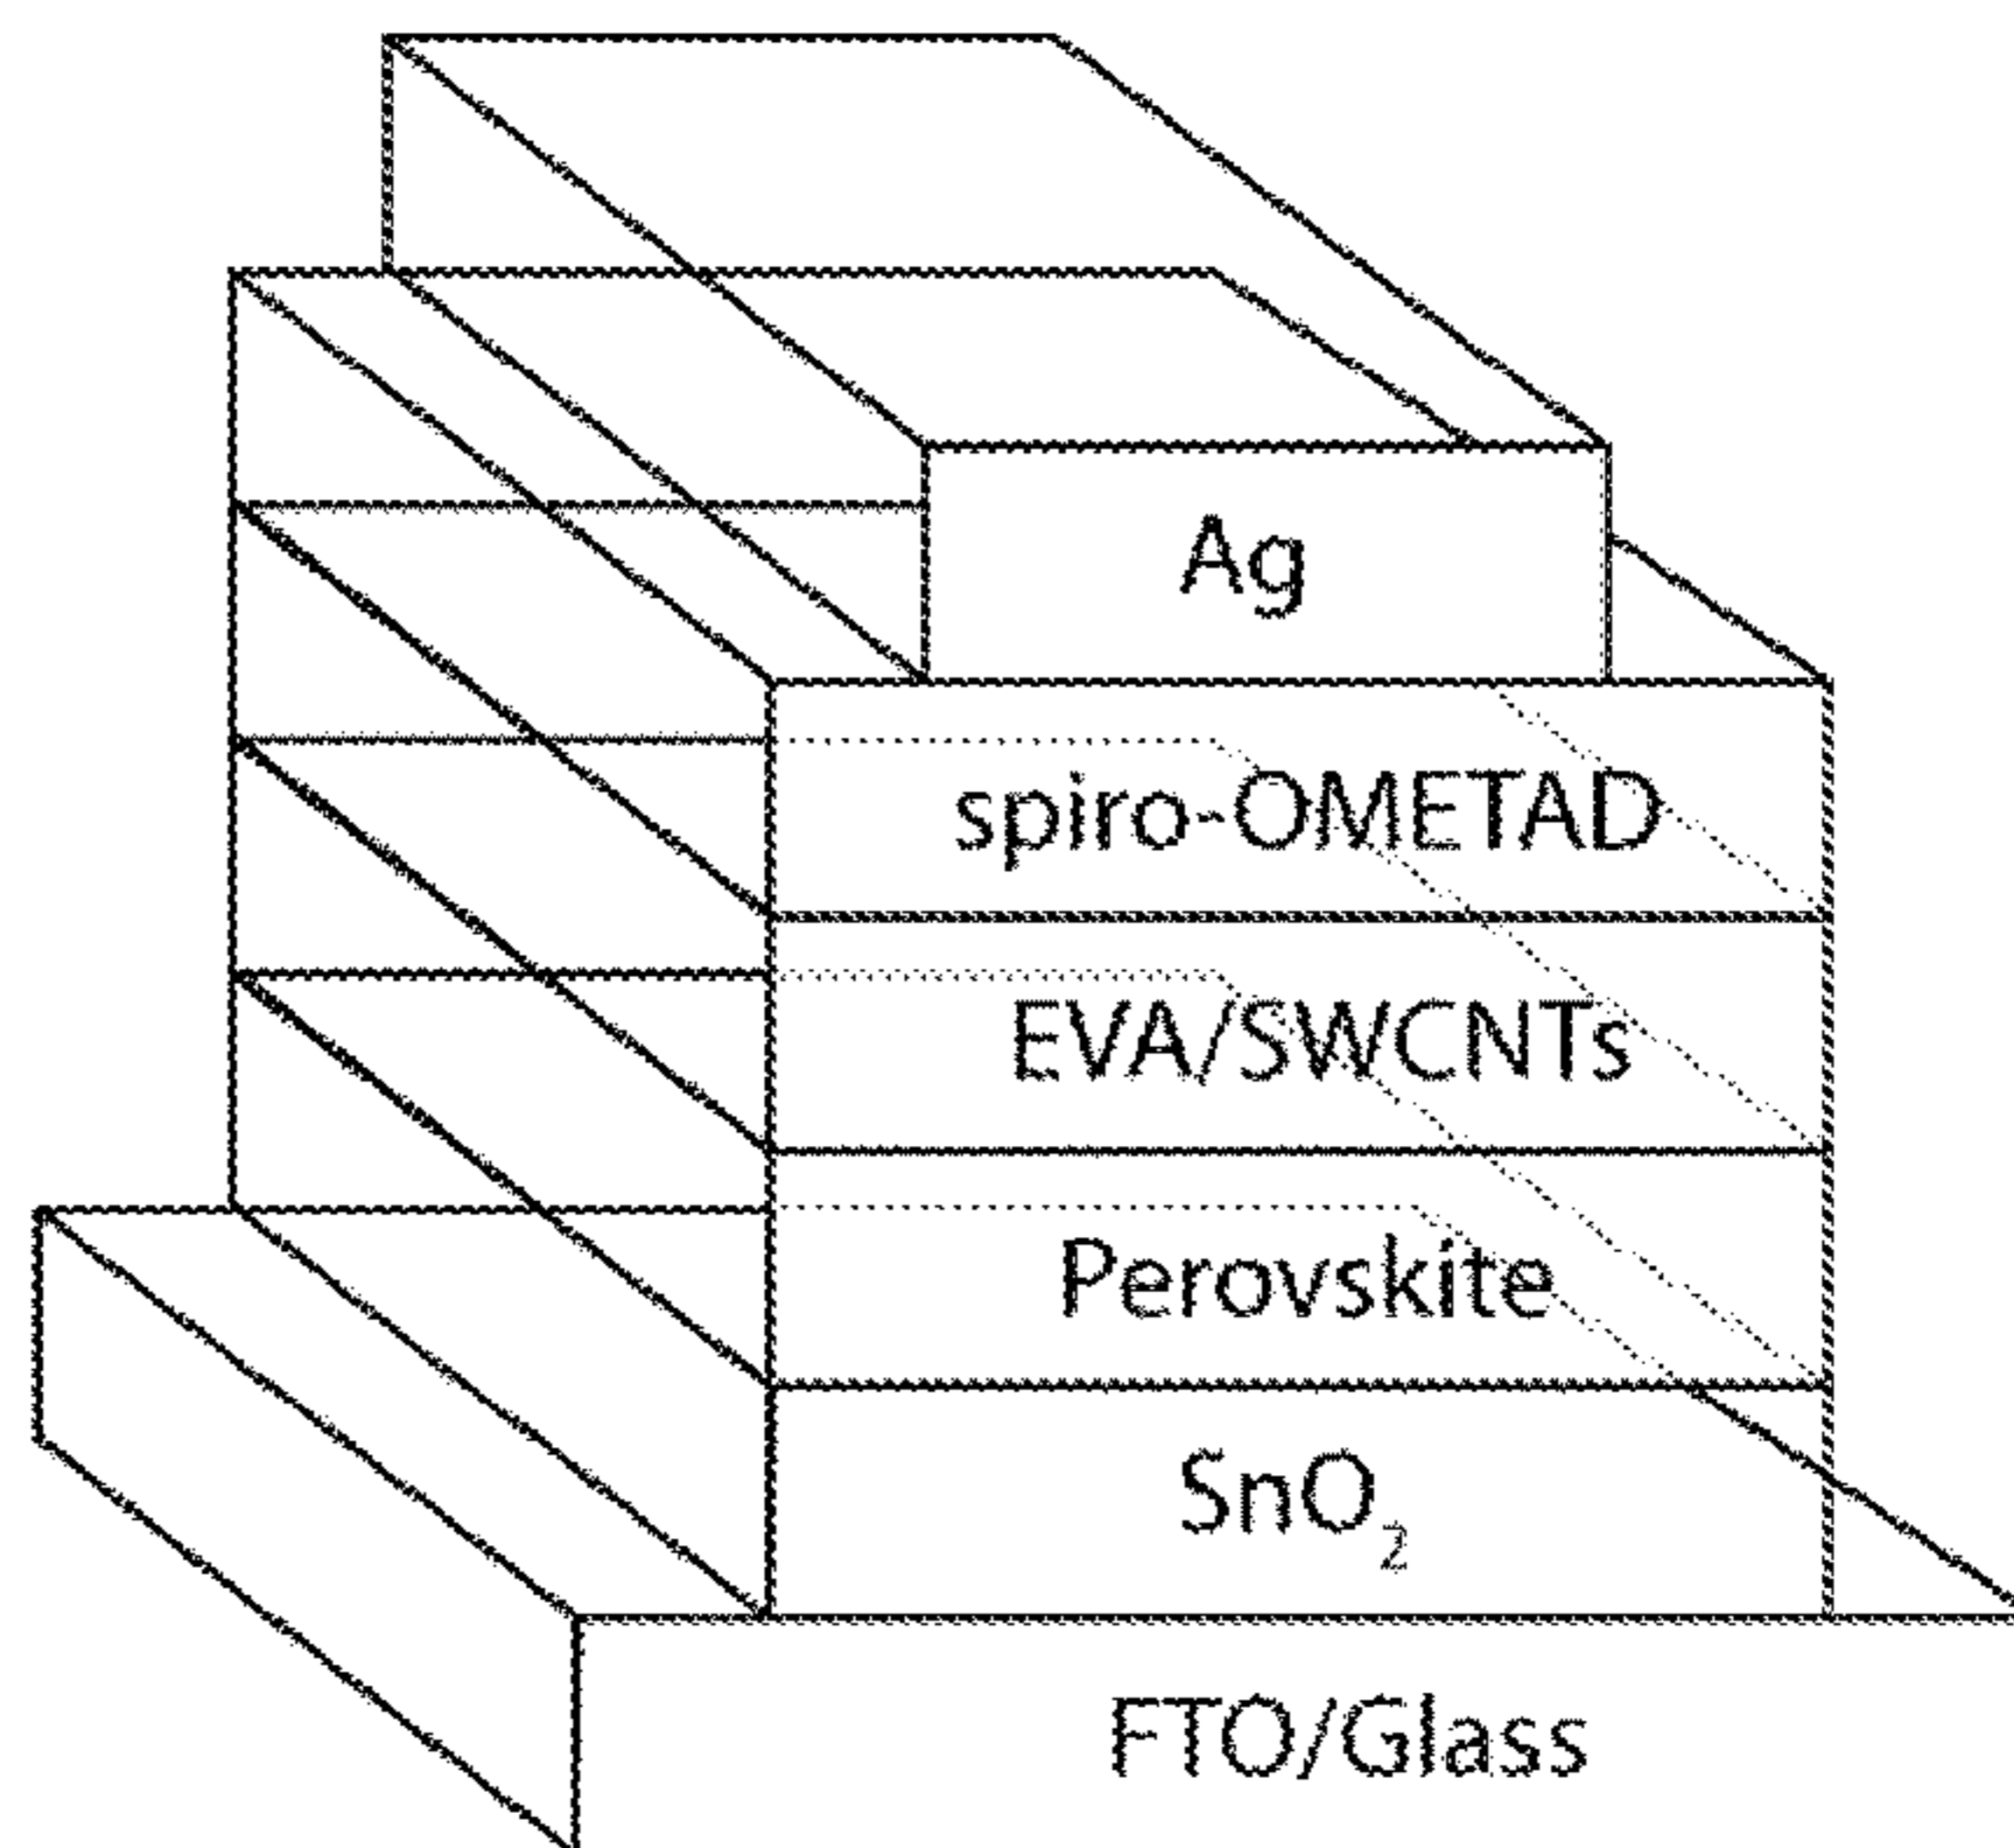 Ag
spiro-OMETAD
EVA/SWCNTs
Perovskite
SnO₂
FTO/Glass